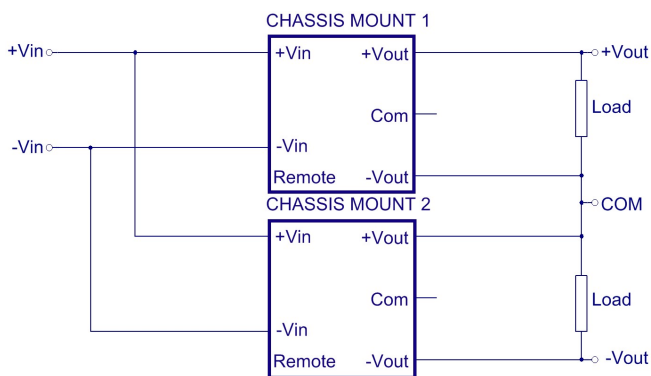 CHASSIS MOUNT 1
+Vin
+Vin
+Vout
+Vout
Load
Com
-Vin
-Vin
Remote
-Vout
COM
CHASSIS MOUNT 2
+Vin
+Vout
Com
Load
-Vin
Remote
-Vout
-Vout